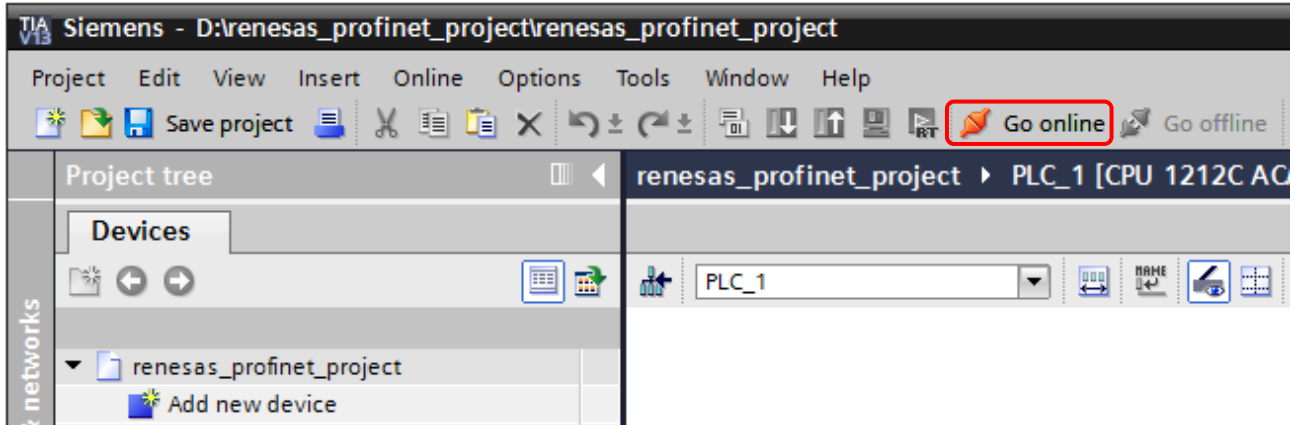 TIA V13 Siemens - D:\renesas_profinet_project\renesas_profinet_project
Project Edit View Insert Online Options Tools Window Help
Save project RT Go online Go offline
Project tree renesas_profinet_project PLC_1 [CPU 1212C AC
Devices
PLC_1 NAME
& networks
renesas_profinet_project
Add new device